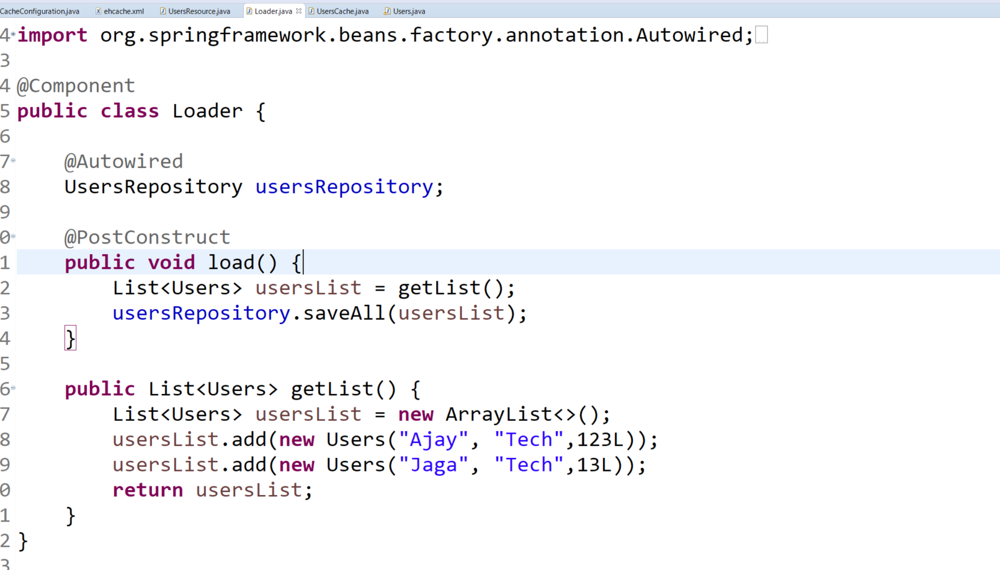 CacheConfiguration.java ehcache.xml UsersResource.java Loader.java UsersCache.java Users.java
4 import org.springframework.beans.factory.annotation.Autowired;
3
4 @Component
5 public class Loader {
6
7 @Autowired
8 UsersRepository usersRepository;
9
0 @PostConstruct
1 public void load() {
2 List<Users> usersList = getList();
3 usersRepository.saveAll(usersList);
4 }
5
6 public List<Users> getList() {
7 List<Users> usersList = new ArrayList<>();
8 usersList.add(new Users("Ajay", "Tech",123L));
9 usersList.add(new Users("Jaga", "Tech",13L));
0 return usersList;
1 }
2 }
3